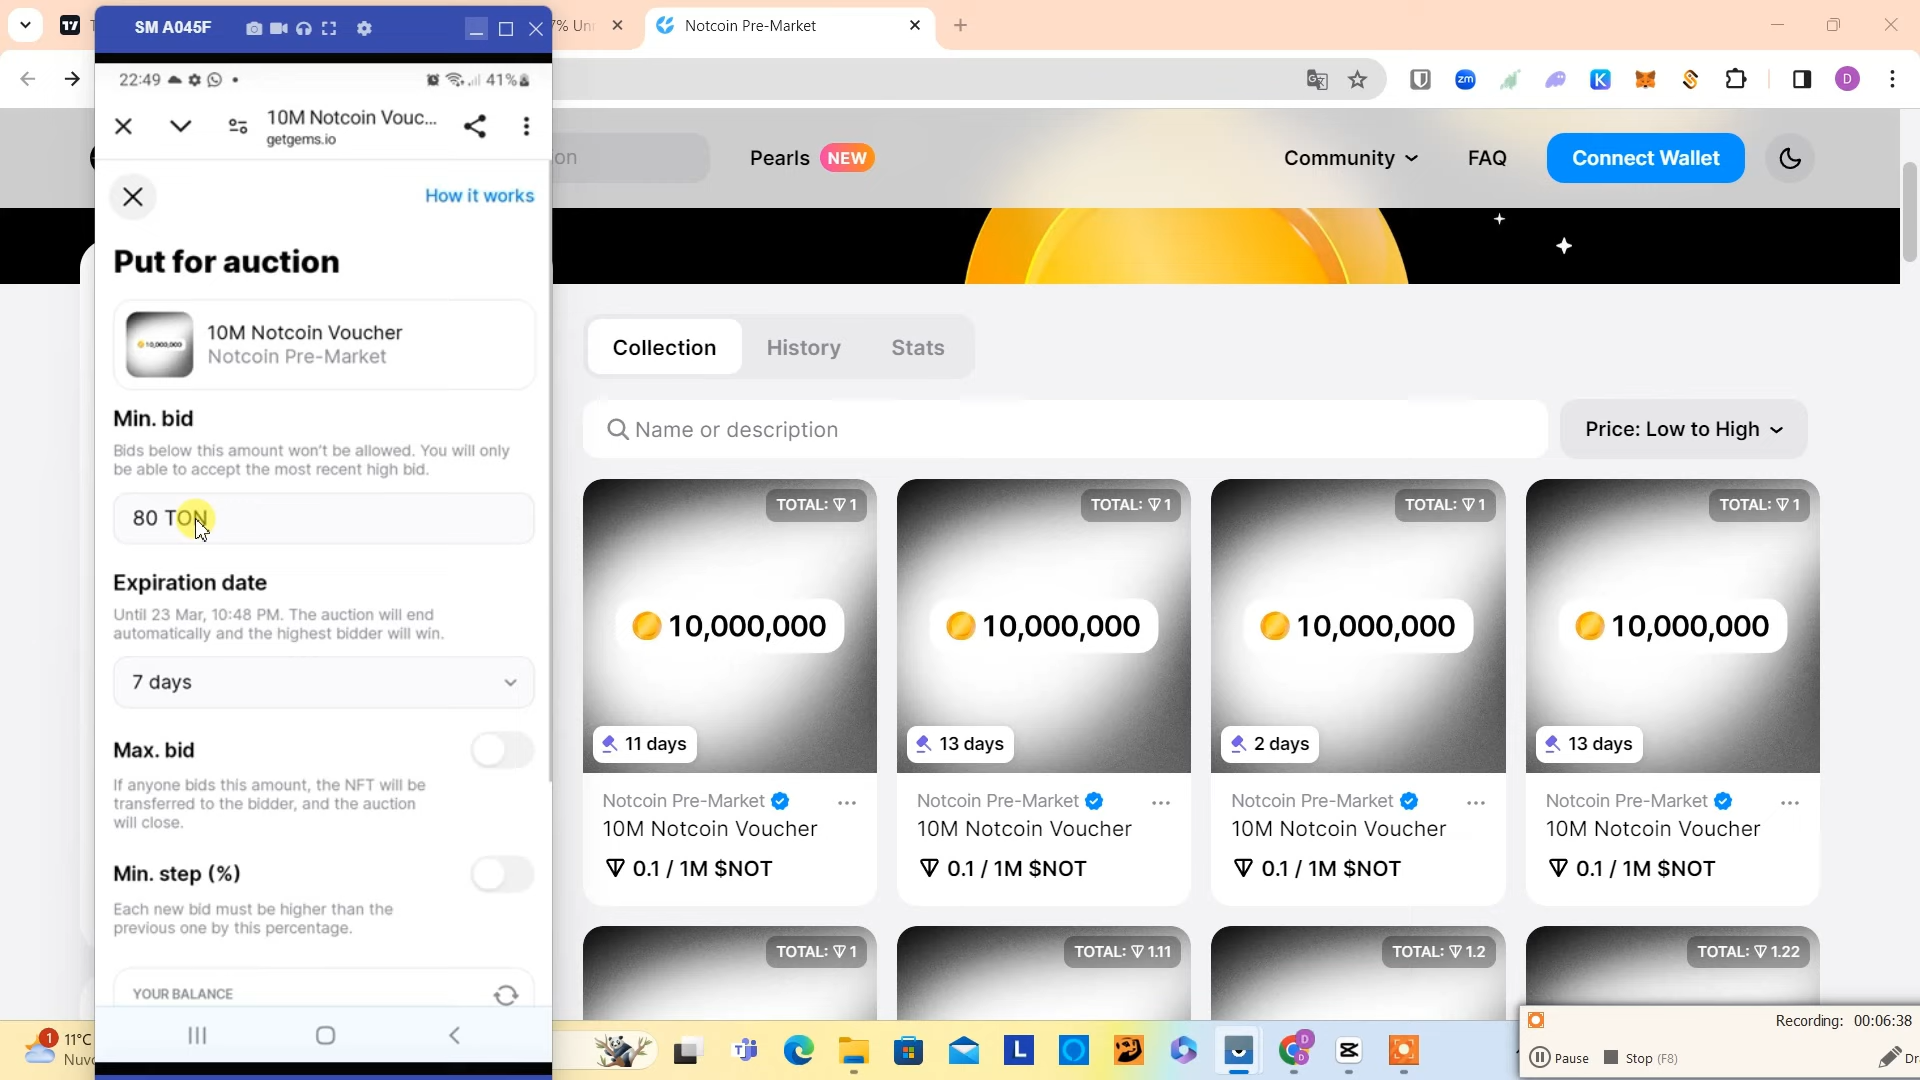 SM A045F
7% Un
Notcoin Pre-Market
22:49
41%
10M Notcoin Vouc...
getgems.io
on
Pearls NEW
Community
FAQ
Connect Wallet
How it works
Put for auction
10,000,000
10M Notcoin Voucher
Notcoin Pre-Market
Min. bid
Bids below this amount won't be allowed. You will only
be able to accept the most recent high bid.
80 TON
Expiration date
Until 23 Mar, 10:48 PM. The auction will end
automatically and the highest bidder will win.
7 days
Max. bid
If anyone bids this amount, the NFT will be
transferred to the bidder, and the auction
will close.
Min. step (%)
Each new bid must be higher than the
previous one by this percentage.
YOUR BALANCE
Collection History Stats
Name or description
Price: Low to High
TOTAL: 1
10,000,000
11 days
Notcoin Pre-Market
10M Notcoin Voucher
0.1 / 1M $NOT
TOTAL: 1
10,000,000
13 days
Notcoin Pre-Market
10M Notcoin Voucher
0.1 / 1M $NOT
TOTAL: 1
10,000,000
2 days
Notcoin Pre-Market
10M Notcoin Voucher
0.1 / 1M $NOT
TOTAL: 1
10,000,000
13 days
Notcoin Pre-Market
10M Notcoin Voucher
0.1 / 1M $NOT
TOTAL: 1
TOTAL: 1.11
TOTAL: 1.2
TOTAL: 1.22
1
11°C
Nuvo
zm
K
D
L
Recording: 00:06:38
Pause
Stop (F8)
Dr